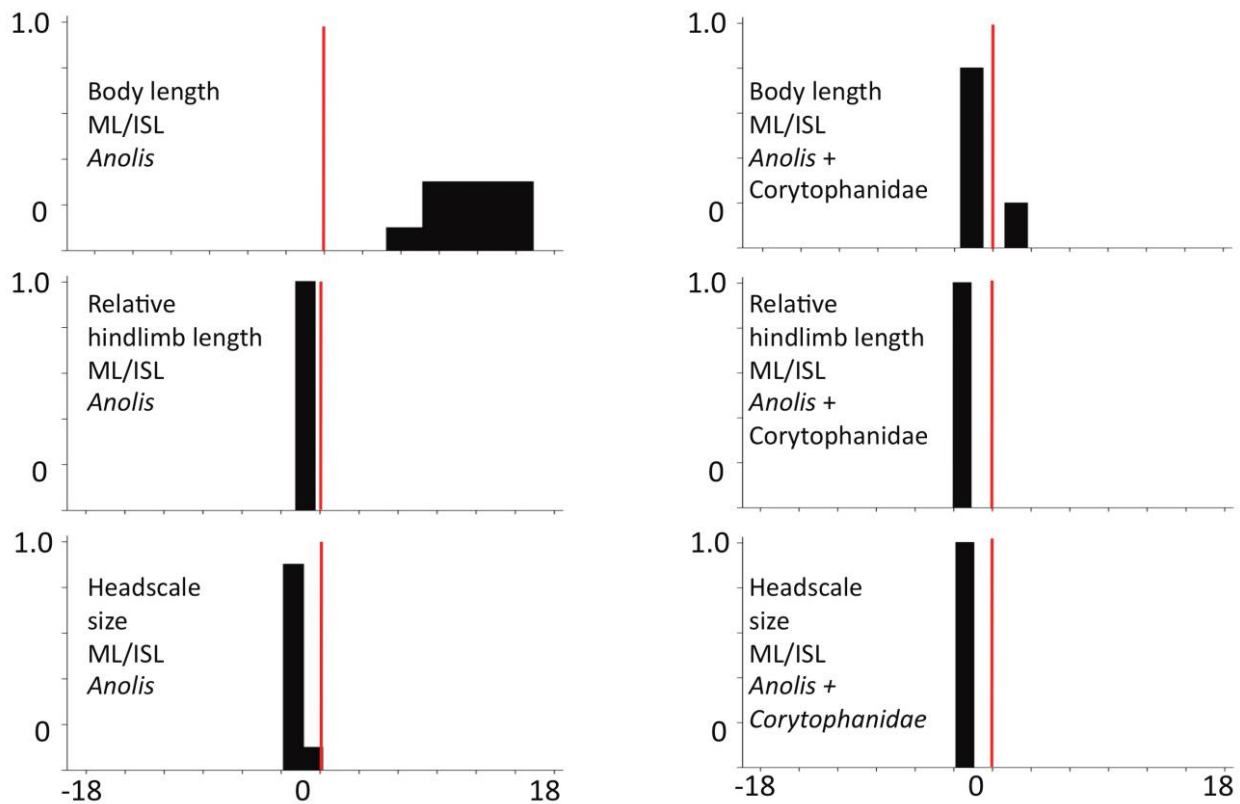 1.0
Body length
ML/ISL
Anolis
0
1.0
Body length
ML/ISL
Anolis +
Corytophanidae
0
1.0
Relative
hindlimb length
ML/ISL
Anolis
0
1.0
Relative
hindlimb length
ML/ISL
Anolis +
Corytophanidae
0
1.0
Headscale
size
ML/ISL
Anolis
0
-18 0 18
1.0
Headscale
size
ML/ISL
Anolis +
Corytophanidae
0
-18 0 18